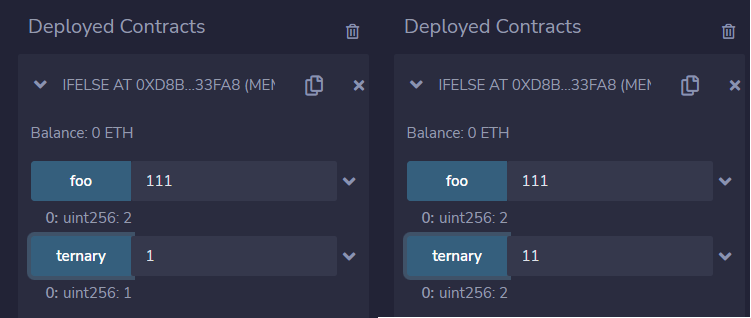 Deployed Contracts
IFELSE AT 0XD8B...33FA8 (MEM
Balance: 0 ETH
foo 111
0: uint256: 2
ternary 1
0: uint256: 1
Deployed Contracts
IFELSE AT 0XD8B...33FA8 (MEM
Balance: 0 ETH
foo 111
0: uint256: 2
ternary 11
0: uint256: 2